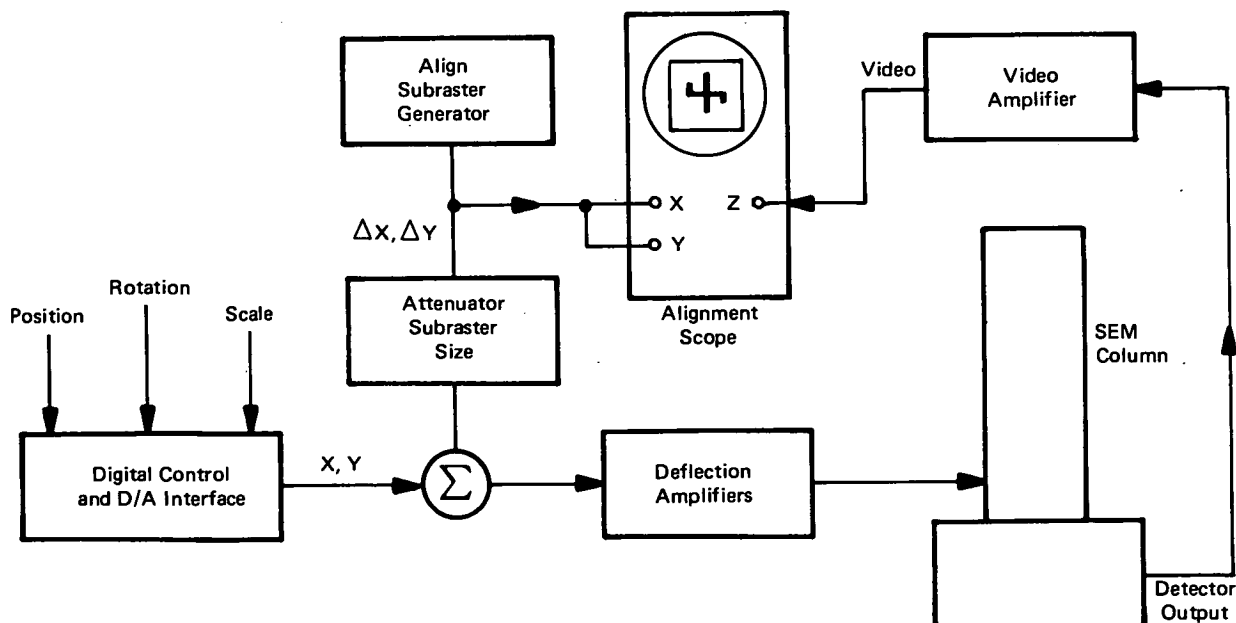 Align
Subraster
Generator
Video
Video
Amplifier
X
Z
Y
ΔX, ΔY
Alignment
Scope
Attenuator
Subraster
Size
Position
Rotation
Scale
SEM
Column
Digital Control
and D/A Interface
X, Y
Σ
Deflection
Amplifiers
Detector
Output